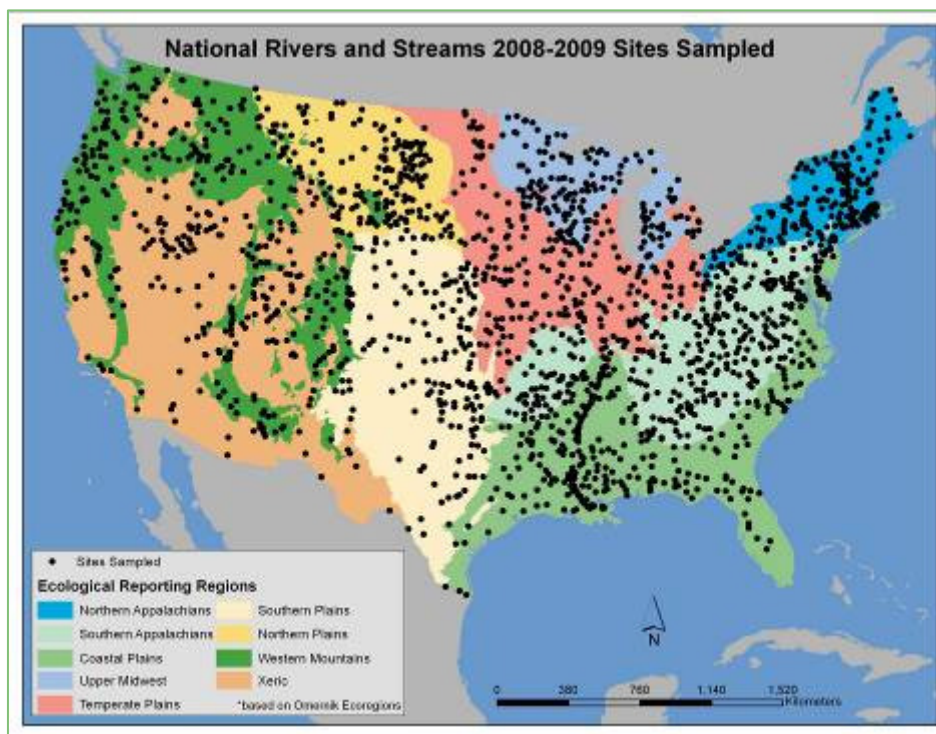 National Rivers and Streams 2008-2009 Sites Sampled
Sites Sampled
Ecological Reporting Regions
Northern Appalachians
Southern Appalachians
Coastal Plains
Upper Midwest
Temperate Plains
Southern Plains
Northern Plains
Western Mountains
Xeric
*based on Omernik Ecoregions
N
0 380 760 1,140 1,520
Kilometers